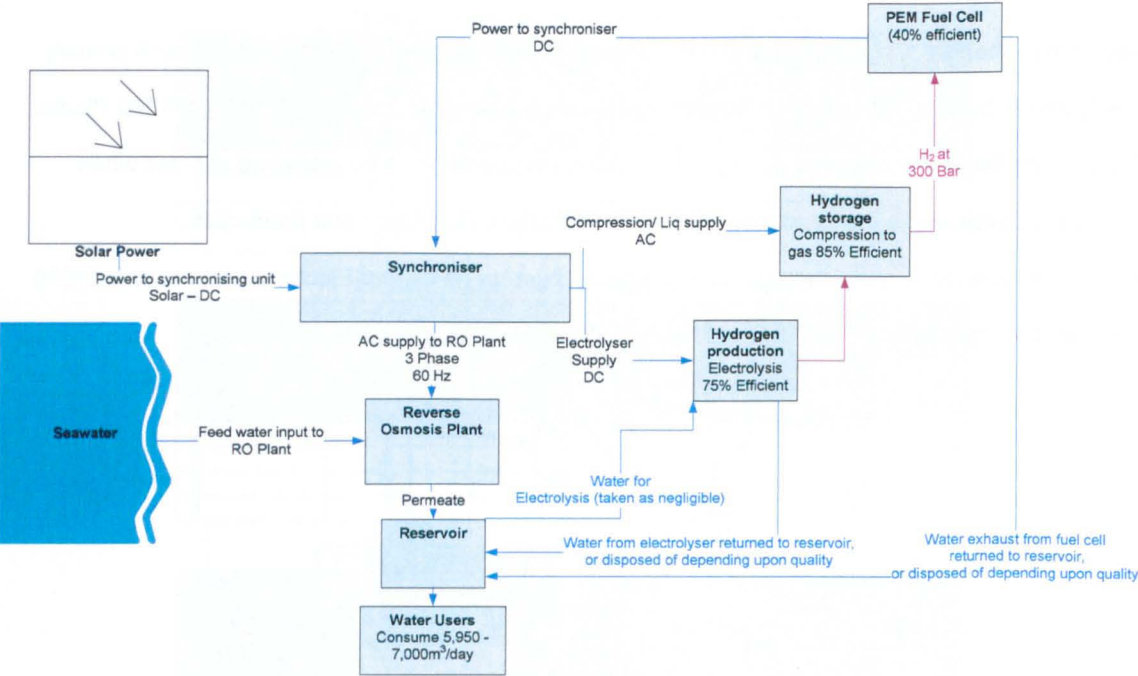 PEM Fuel Cell
(40% efficient)
Power to synchroniser
DC
H2 at
300 Bar
Hydrogen
storage
Compression to
gas 85% Efficient
Compression/ Liq supply
AC
Solar Power
Synchroniser
Power to synchronising unit
Solar – DC
AC supply to RO Plant
3 Phase
60 Hz
Electrolyser
Supply
DC
Hydrogen
production
Electrolysis
75% Efficient
Reverse
Osmosis Plant
Seawater
Feed water input to
RO Plant
Water for
Electrolysis (taken as negligible)
Permeate
Reservoir
Water from electrolyser returned to reservoir,
or disposed of depending upon quality
Water exhaust from fuel cell
returned to reservoir,
or disposed of depending upon quality
Water Users
Consume 5,950 -
7,000m³/day